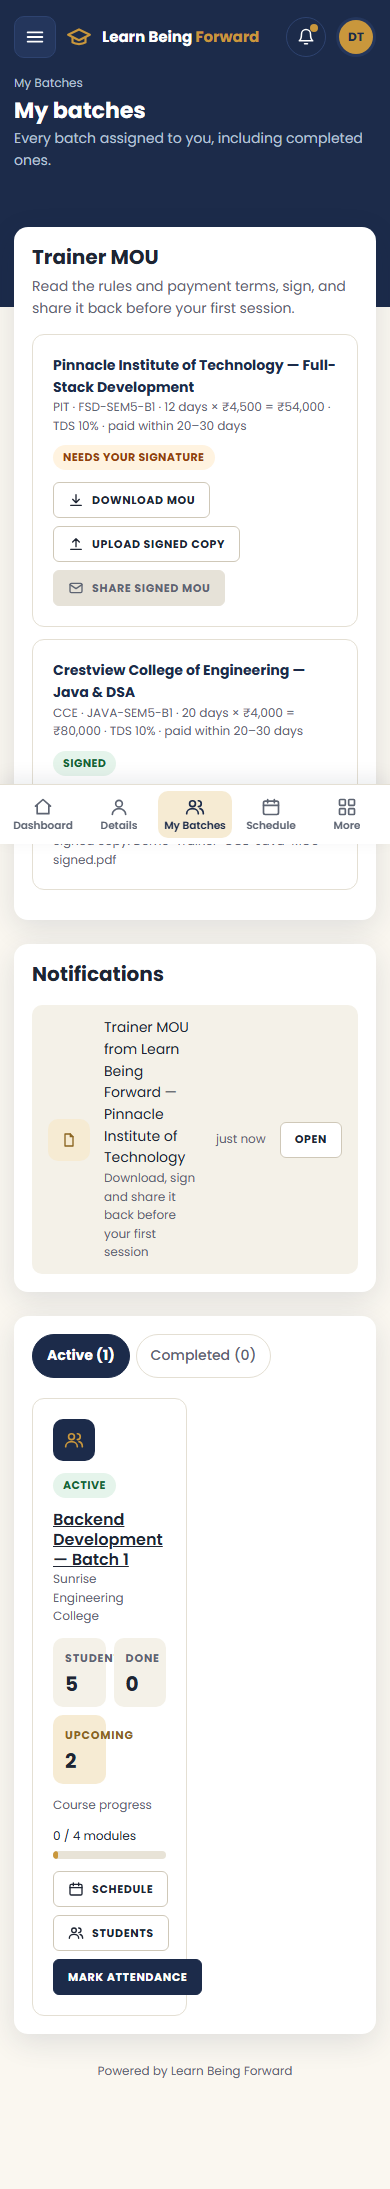 Learn Being Forward
DT
My Batches
My batches
Every batch assigned to you, including completed
ones.
Trainer MOU
Read the rules and payment terms, sign, and
share it back before your first session.
Pinnacle Institute of Technology — Full-
Stack Development
PIT · FSD-SEM5-B1 · 12 days × ₹4,500 = ₹54,000 ·
TDS 10% · paid within 20–30 days
NEEDS YOUR SIGNATURE
DOWNLOAD MOU
UPLOAD SIGNED COPY
SHARE SIGNED MOU
Crestview College of Engineering —
Java & DSA
CCE · JAVA-SEM5-B1 · 20 days × ₹4,000 =
₹80,000 · TDS 10% · paid within 20–30 days
SIGNED
Dashboard
Details
My Batches
Schedule
More
signed.pdf
Notifications
Trainer MOU
from Learn
Being
Forward —
Pinnacle
Institute of
Technology
Download, sign
and share it
back before
your first
session
just now
OPEN
Active (1)
Completed (0)
ACTIVE
Backend
Development
— Batch 1
Sunrise
Engineering
College
STUDEN
5
DONE
0
UPCOMING
2
Course progress
0 / 4 modules
SCHEDULE
STUDENTS
MARK ATTENDANCE
Powered by Learn Being Forward